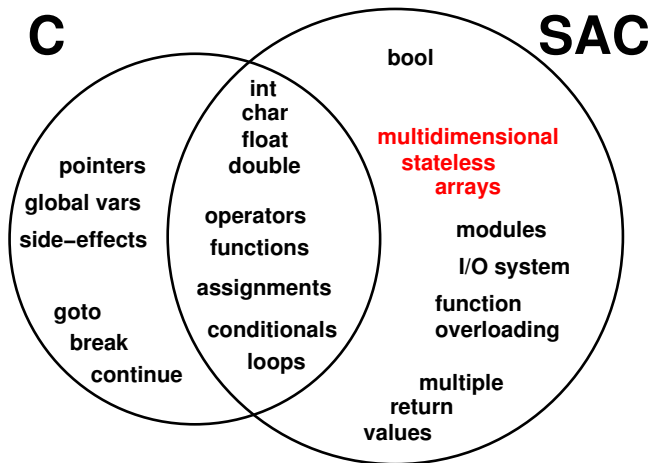 C
SAC
pointers
global vars
side−effects
goto
break
continue
int
char
float
double
operators
functions
assignments
conditionals
loops
bool
multidimensional
stateless
arrays
modules
I/O system
function
overloading
multiple
return
values